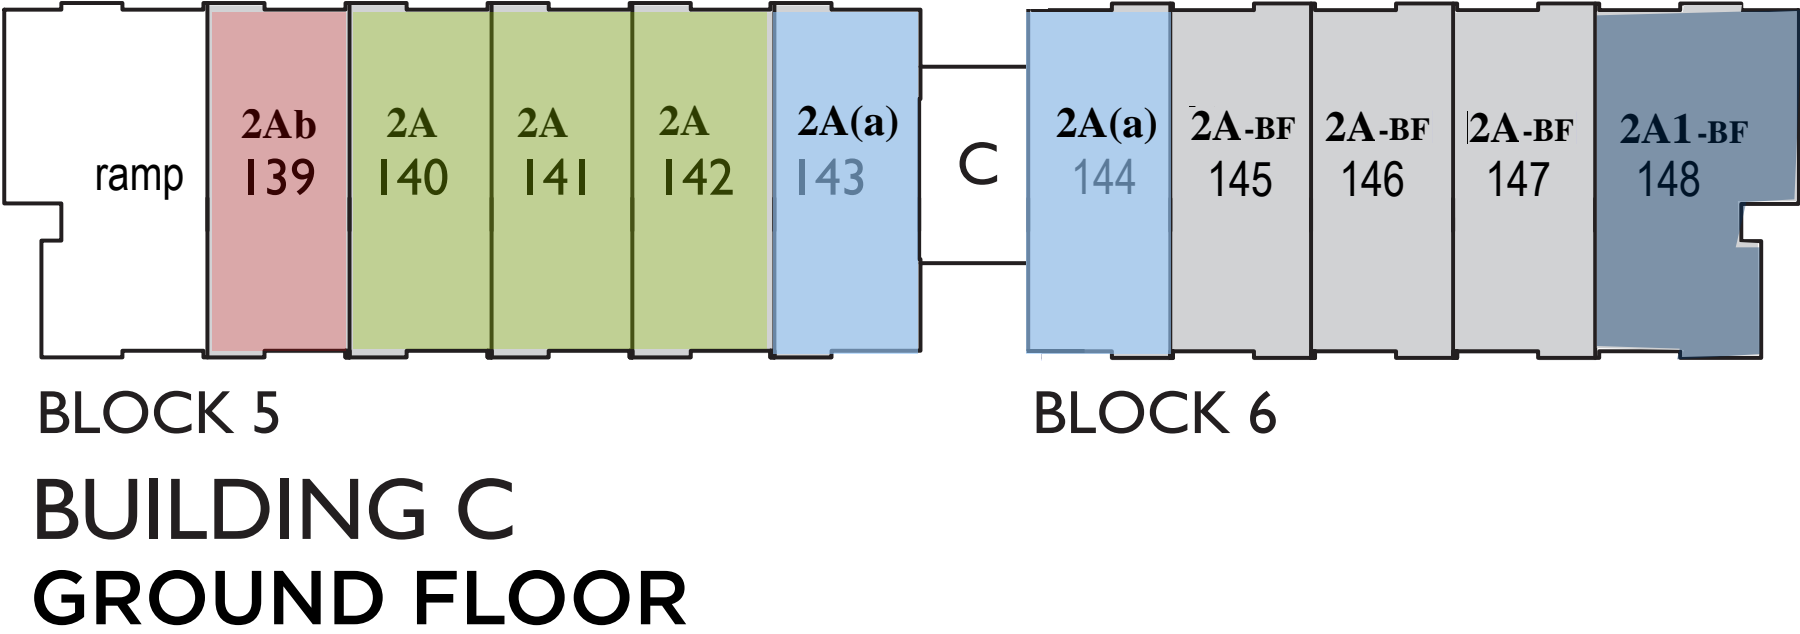 2Ab 2A 2A 2A 2A(a) 2A(a) 2A-BF 2A-BF 2A-BF 2A1-BF
ramp 139 140 141 142 143 C 144 145 146 147 148
BLOCK 5 BLOCK 6
BUILDING C
GROUND FLOOR